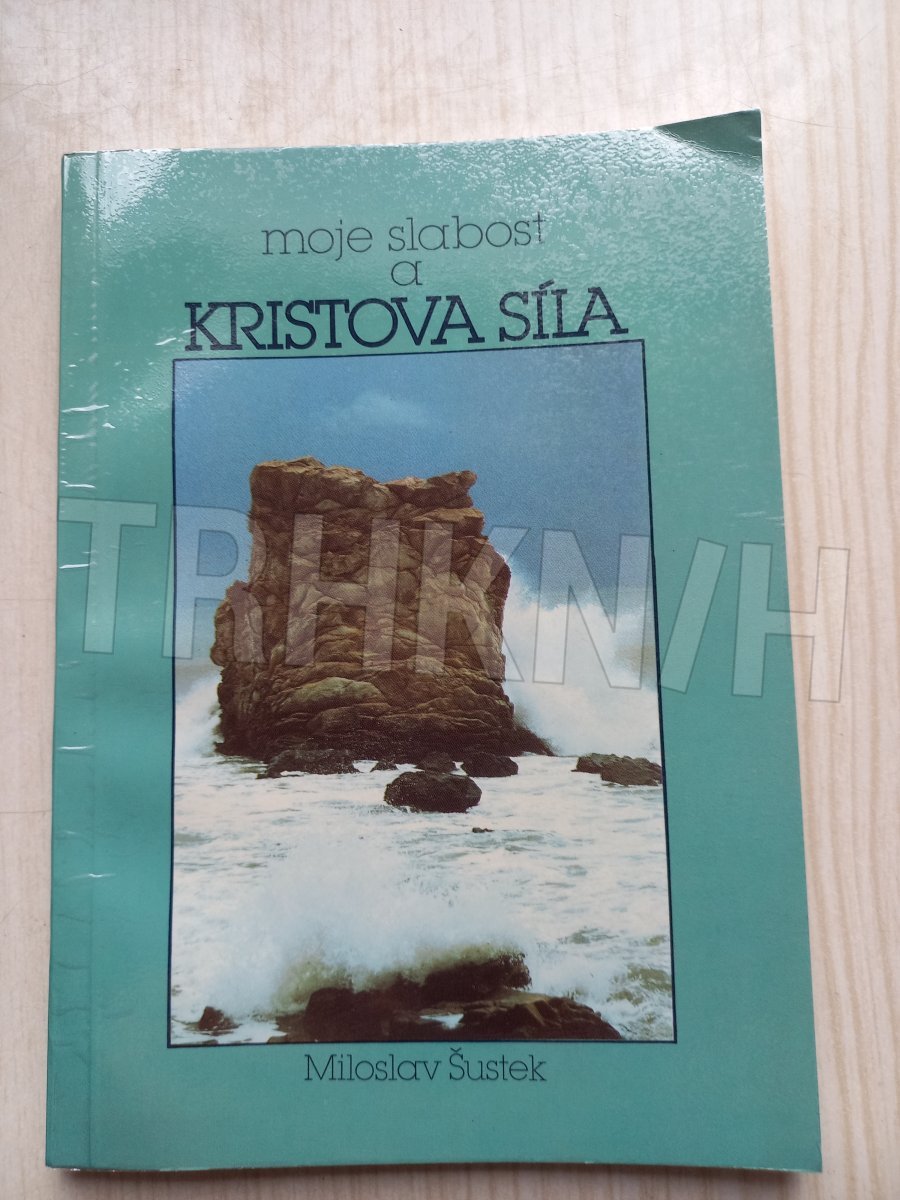 moje slabost
a
KRISTOVA SÍLA
TRHKNIH
Miloslav Šustek